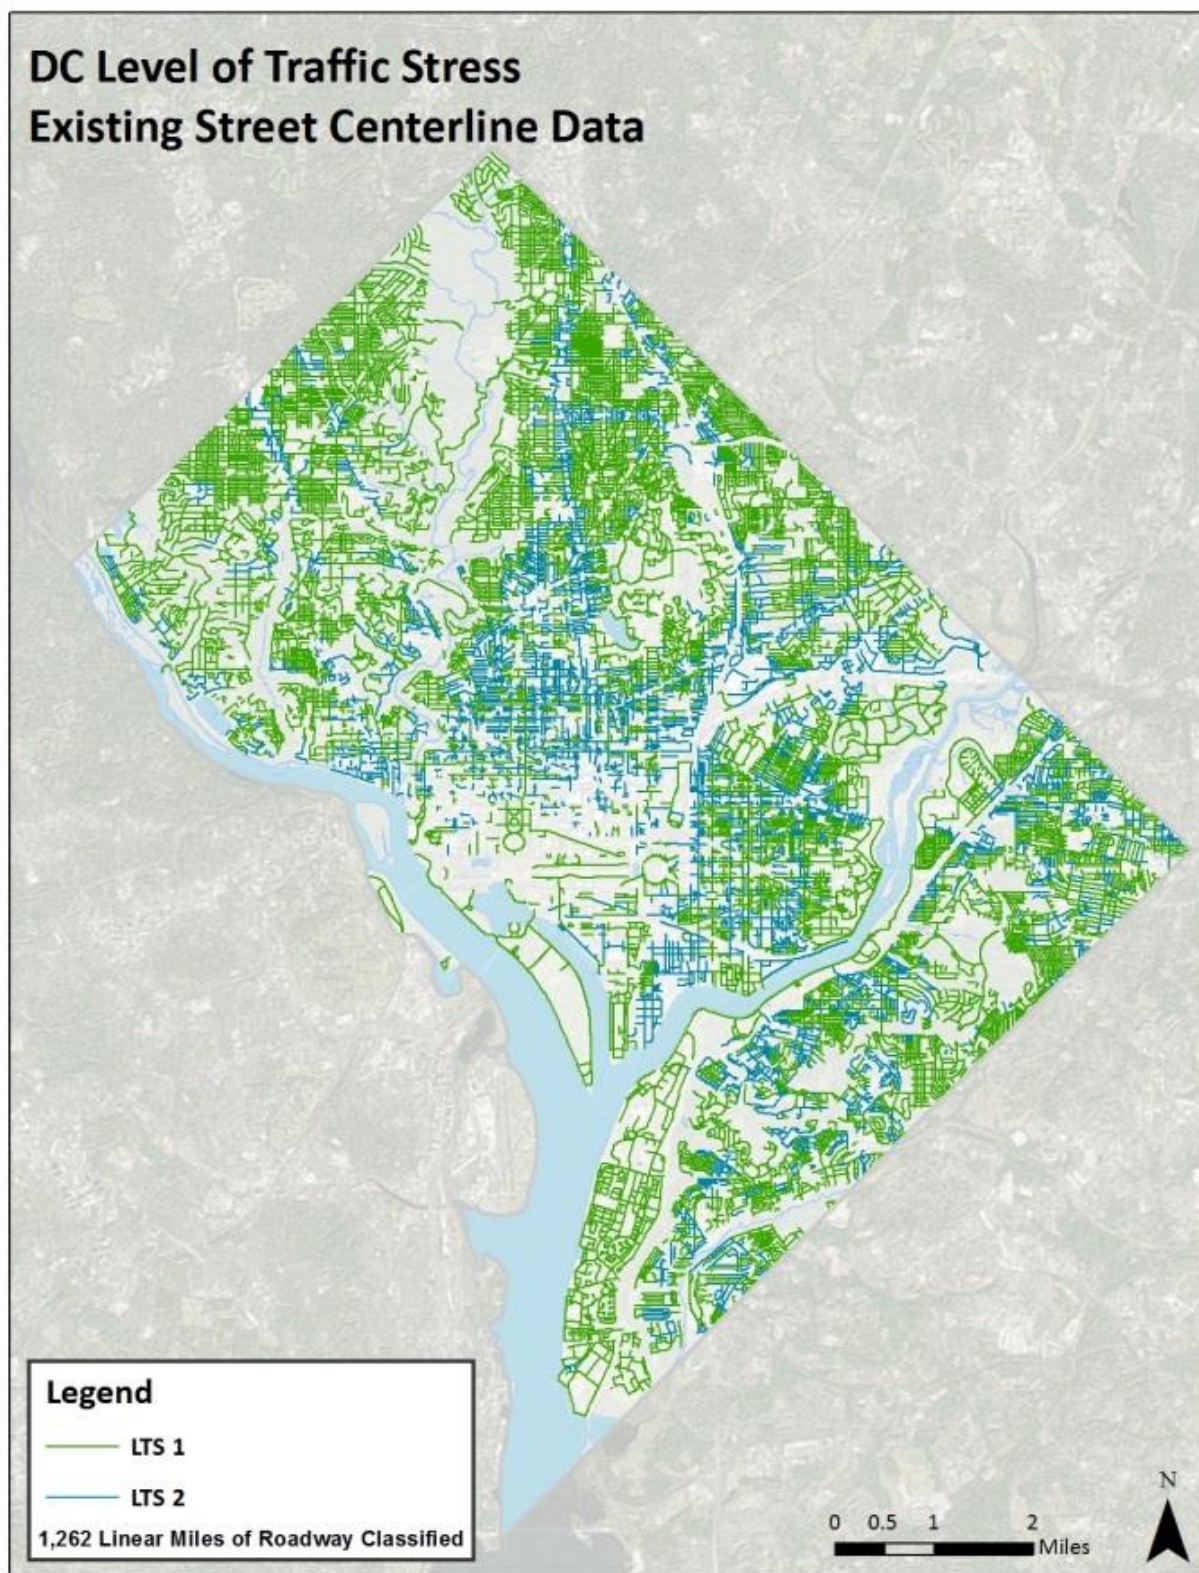 DC Level of Traffic Stress
Existing Street Centerline Data
Legend
LTS 1
LTS 2
1,262 Linear Miles of Roadway Classified
0 0.5 1 2
Miles
N